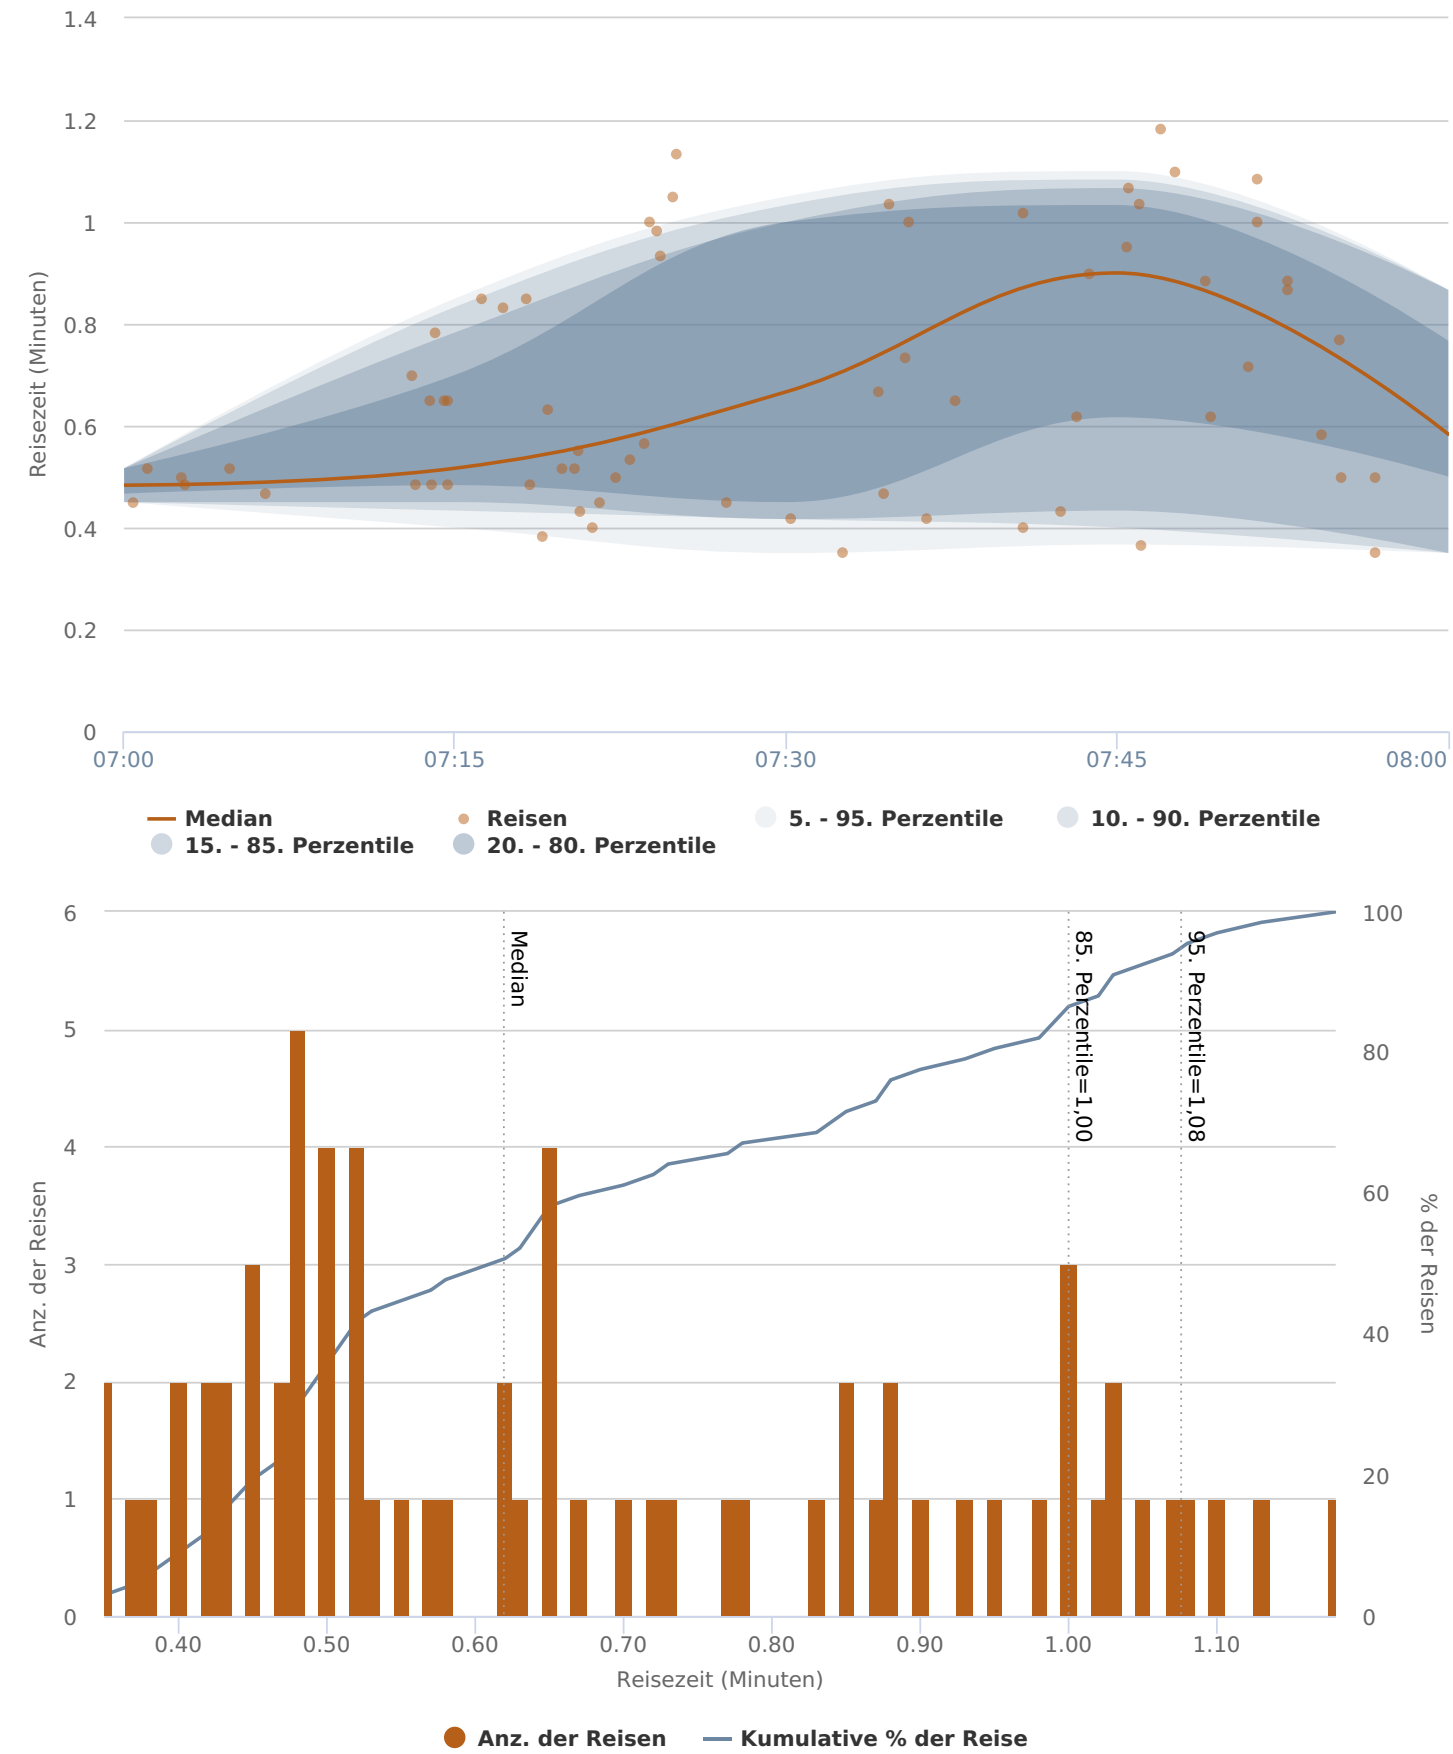 1.4
1.2
1
0.8
0.6
0.4
0.2
0
Reisezeit (Minuten)
07:00 07:15 07:30 07:45 08:00
Median Reisen 5. - 95. Perzentile 10. - 90. Perzentile
15. - 85. Perzentile 20. - 80. Perzentile
6 100
5
80
4
60
3
40
2
20
1
0 0
Anz. der Reisen
% der Reisen
Median
85. Perzentile=1,00
95. Perzentile=1,08
0.40 0.50 0.60 0.70 0.80 0.90 1.00 1.10
Reisezeit (Minuten)
Anz. der Reisen Kumulative % der Reise